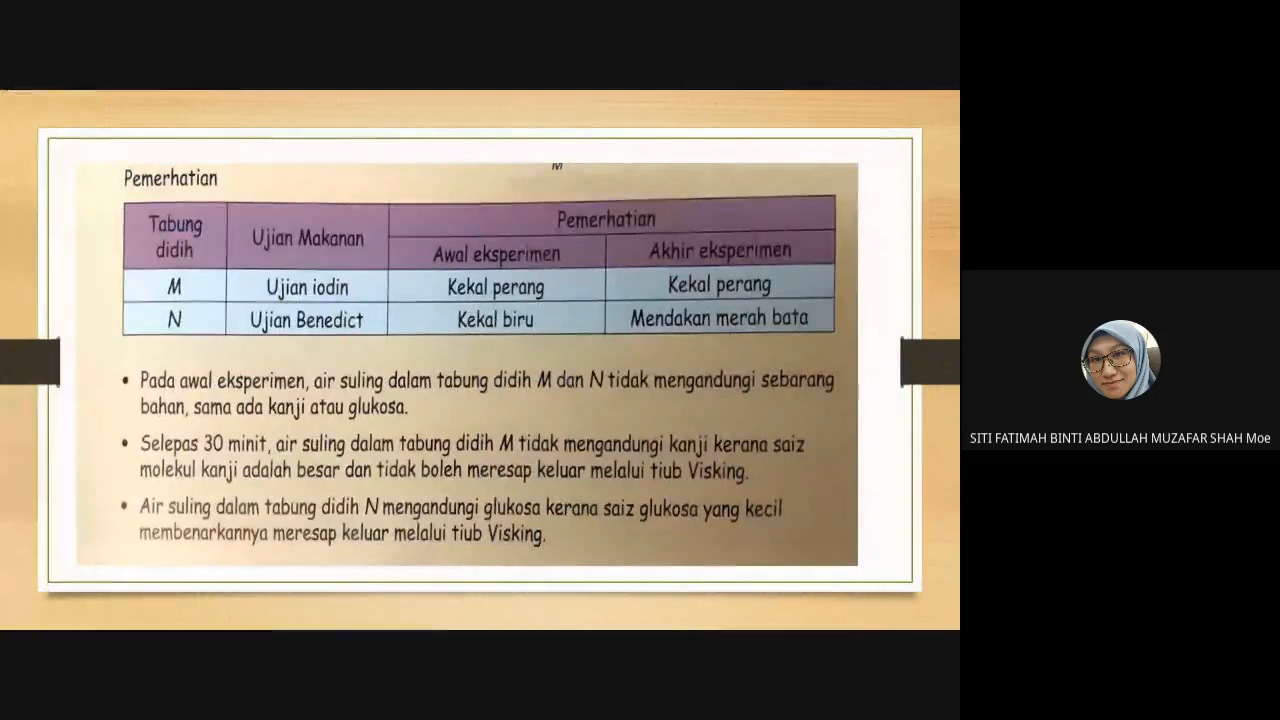 M
Pemerhatian
Tabung didih
Ujian Makanan
Pemerhatian
Awal eksperimen
Akhir eksperimen
M
Ujian iodin
Kekal perang
Kekal perang
N
Ujian Benedict
Kekal biru
Mendakan merah bata
• Pada awal eksperimen, air suling dalam tabung didih M dan N tidak mengandungi sebarang
bahan, sama ada kanji atau glukosa.
• Selepas 30 minit, air suling dalam tabung didih M tidak mengandungi kanji kerana saiz
molekul kanji adalah besar dan tidak boleh meresap keluar melalui tiub Visking.
• Air suling dalam tabung didih N mengandungi glukosa kerana saiz glukosa yang kecil
membenarkannya meresap keluar melalui tiub Visking.
SITI FATIMAH BINTI ABDULLAH MUZAFAR SHAH Moe